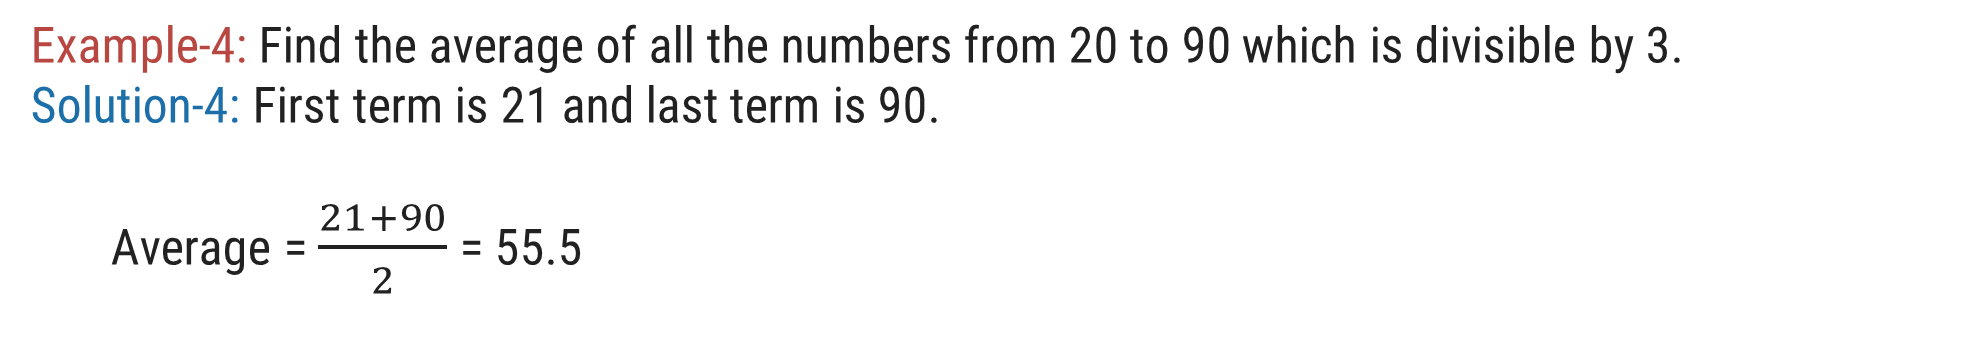 Example-4: Find the average of all the numbers from 20 to 90 which is divisible by 3.
Solution-4: First term is 21 and last term is 90.
Average = \frac{21+90}{2} = 55.5